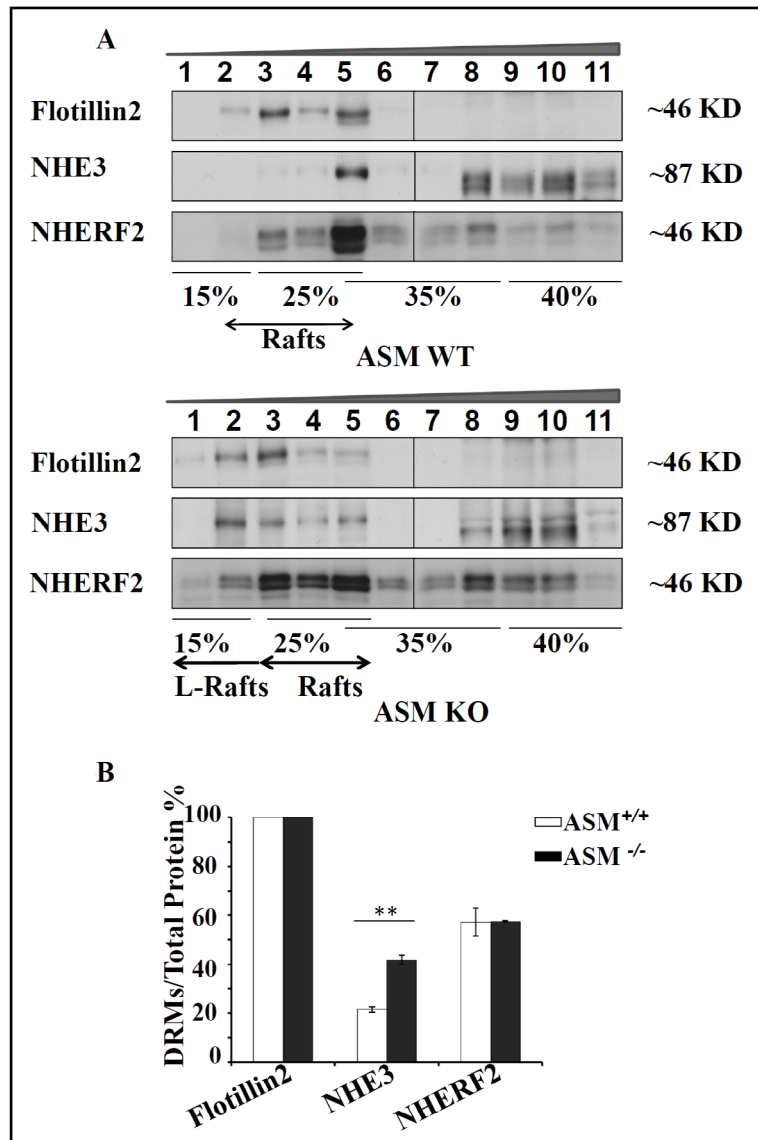 A
1 2 3 4 5 6 7 8 9 10 11
Flotillin2 ~46 KD
NHE3 ~87 KD
NHERF2 ~46 KD
15% 25% 35% 40%
Rafts
ASM WT
1 2 3 4 5 6 7 8 9 10 11
Flotillin2 ~46 KD
NHE3 ~87 KD
NHERF2 ~46 KD
15% 25% 35% 40%
L-Rafts Rafts
ASM KO
B
DRMs/Total Protein %
100
80
60
40
20
0
ASM+/+
ASM -/-
**
Flotillin2
NHE3
NHERF2